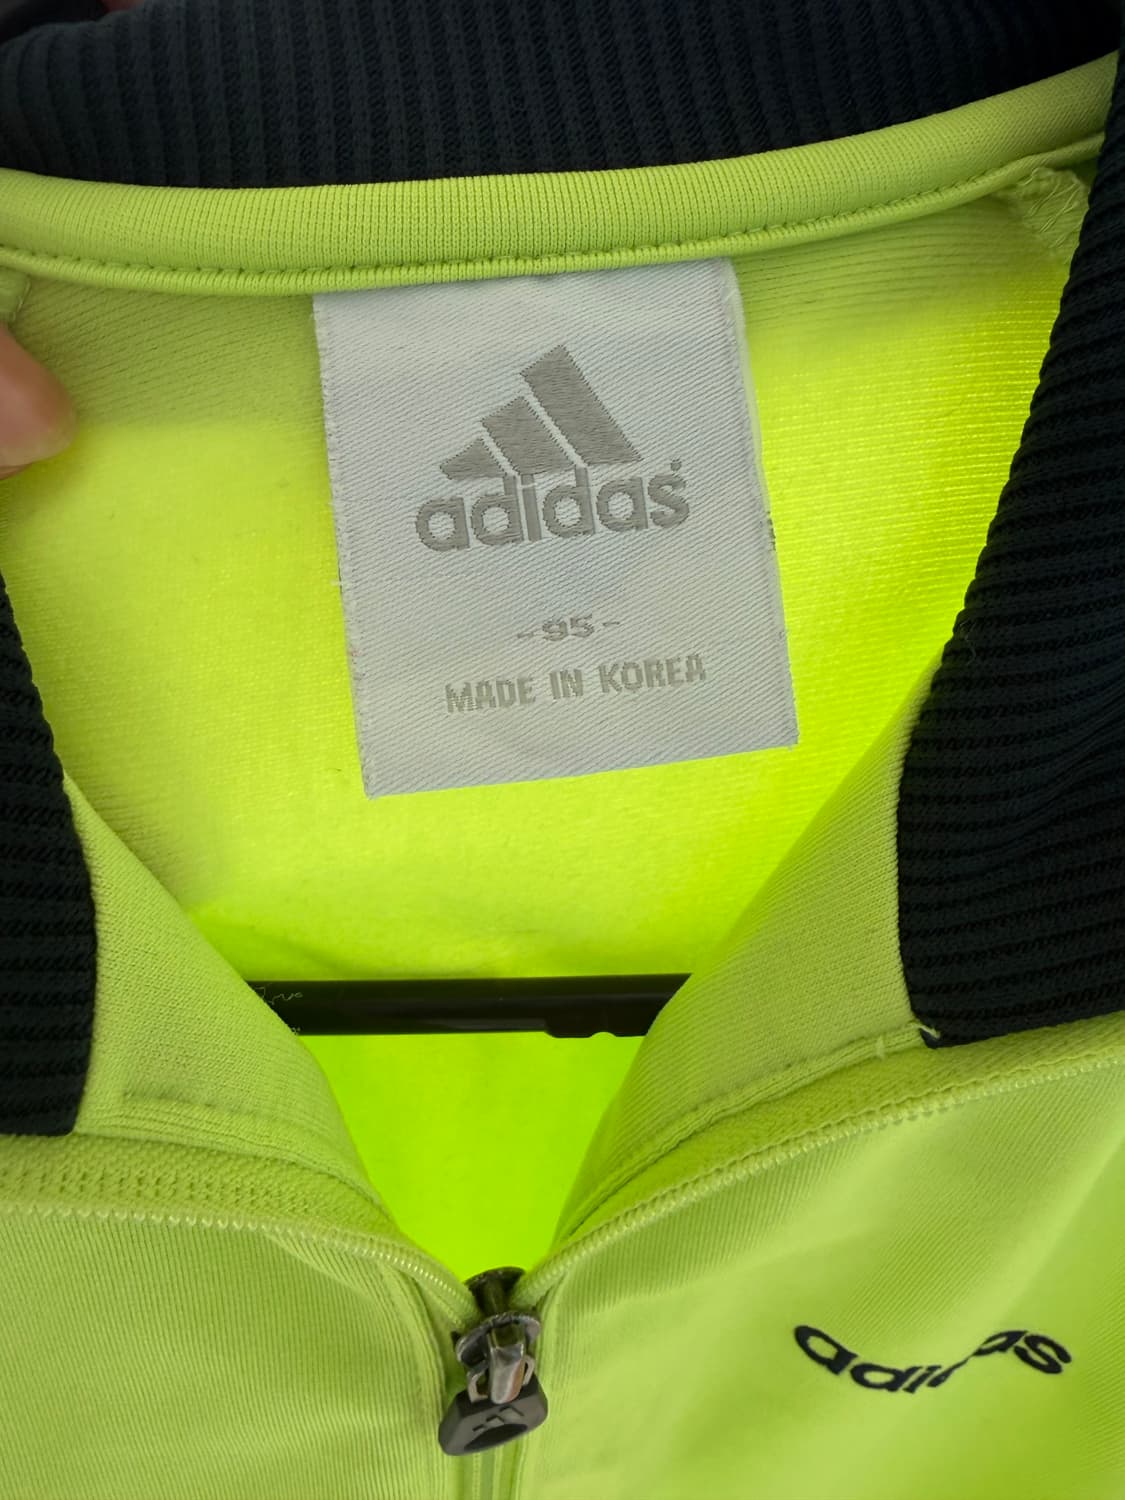 adidas
-95-
MADE IN KOREA
adidas